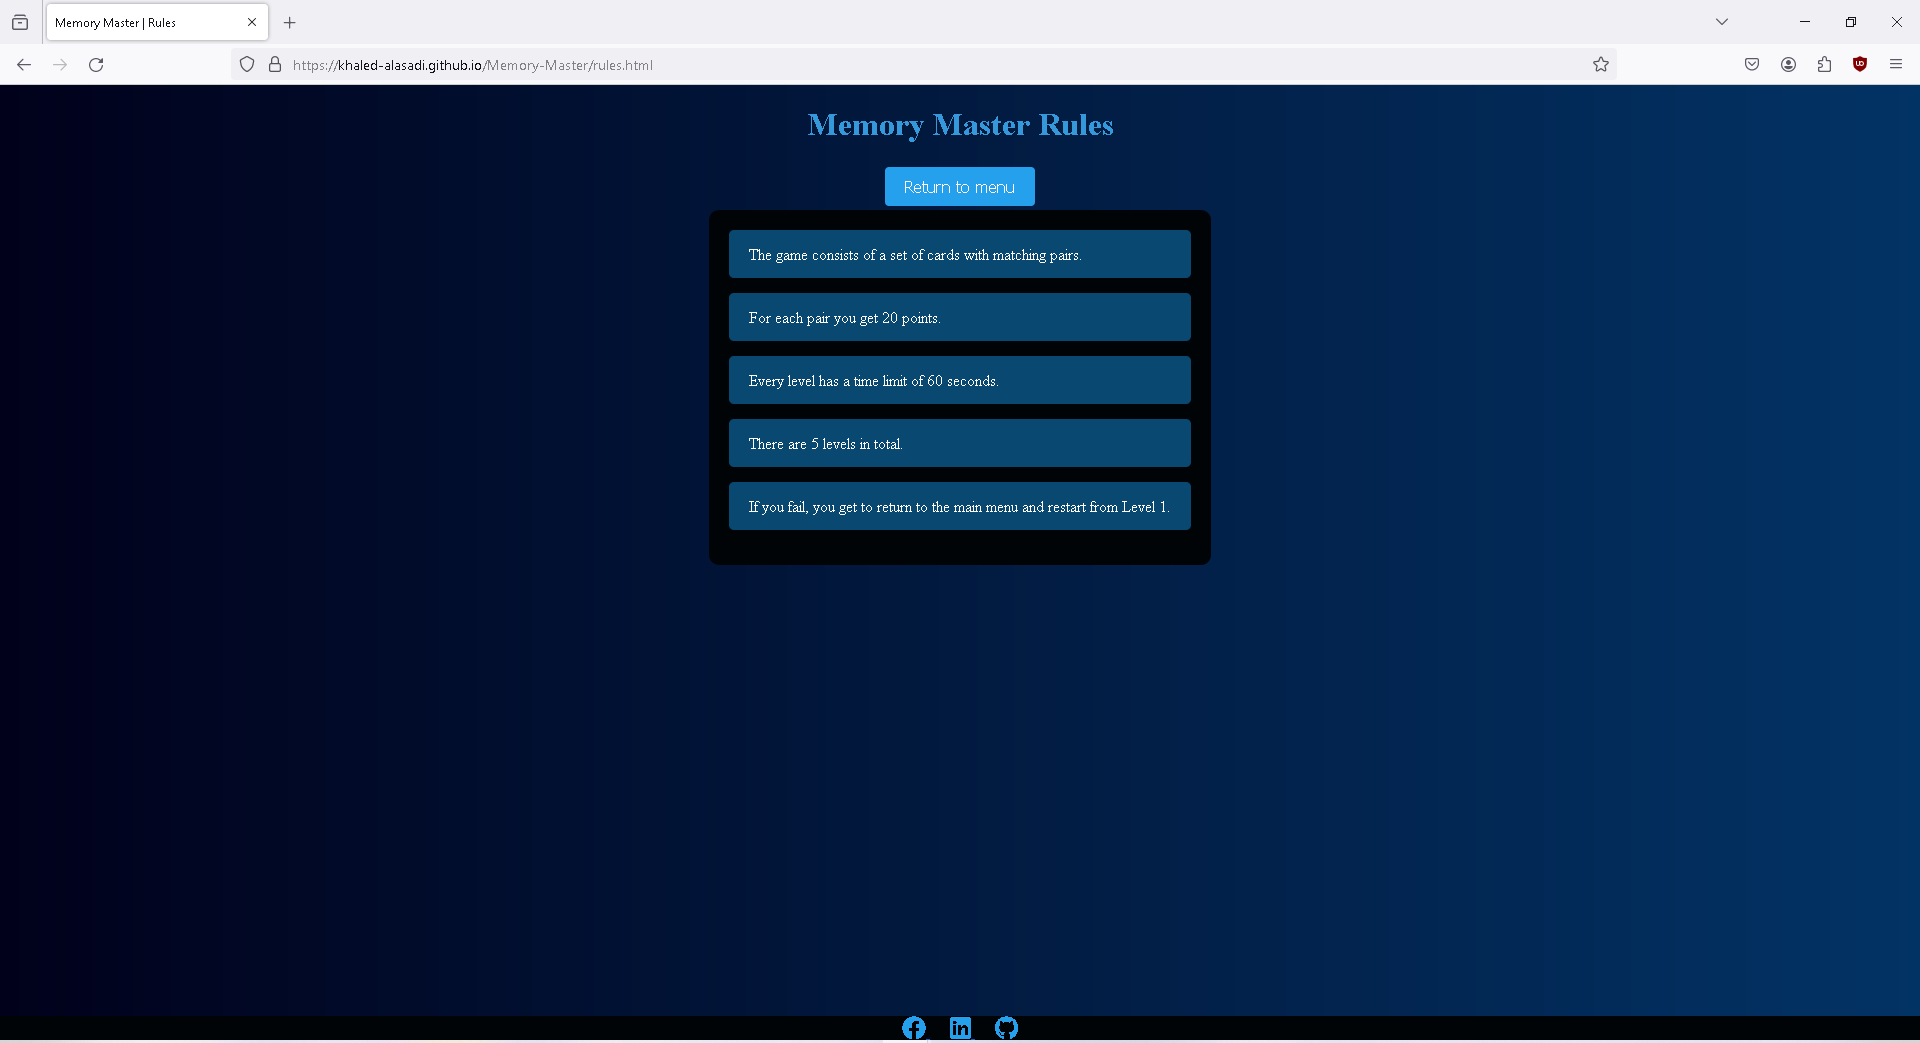 Memory Master | Rules
https://khaled-alasadi.github.io/Memory-Master/rules.html
Memory Master Rules
Return to menu
The game consists of a set of cards with matching pairs.
For each pair you get 20 points.
Every level has a time limit of 60 seconds.
There are 5 levels in total.
If you fail, you get to return to the main menu and restart from Level 1.